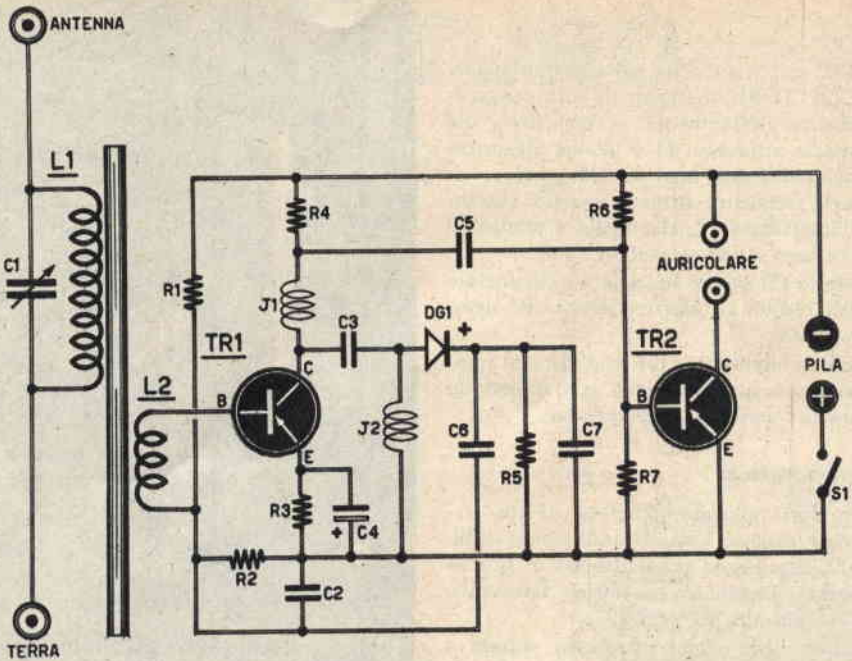 ANTENNA
L1
C1
R1
R4
C5
R6
AURICOLARE
J1
C3
DG1
+
TR1
C
B
E
L2
J2
C6
R5
C7
TR2
C
B
E
-
PILA
+
R7
S1
R3
C4
+
R2
C2
TERRA